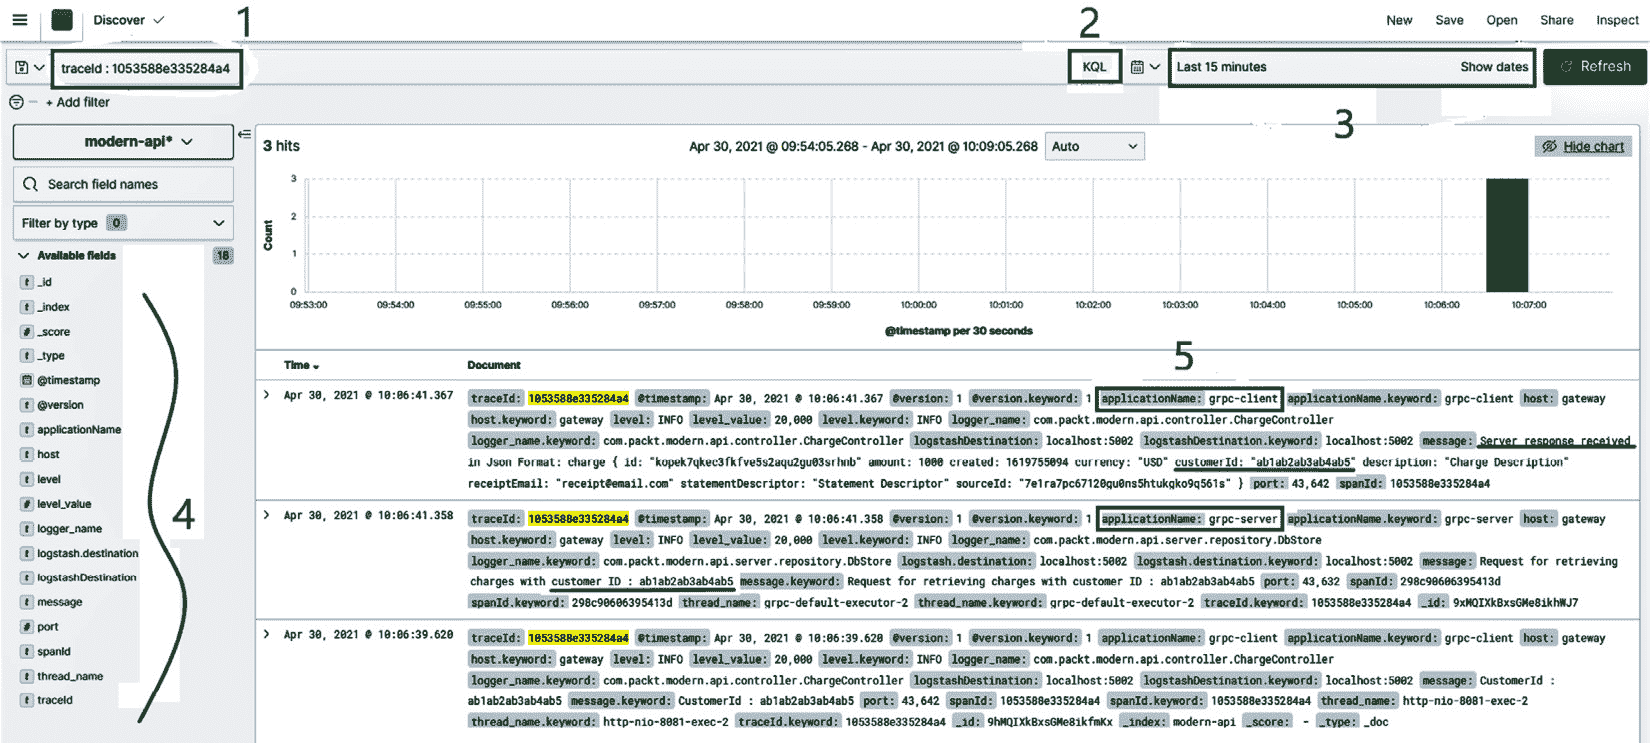 Discover
1
2
New Save Open Share Inspect
traceId : 1053588e335284a4
KQL
Last 15 minutes
Show dates
Refresh
+ Add filter
3
modern-api*
3 hits
Apr 30, 2021 @ 09:54:05.268 - Apr 30, 2021 @ 10:09:05.268
Auto
Hide chart
Search field names
Filter by type 0
Available fields 18
_id
_index
_score
_type
@timestamp
@version
applicationName
host
level
level_value
logger_name
logstash.destination
logstashDestination
message
port
spanId
thread_name
traceId
4
Count
3
2
1
0
09:53:00 09:54:00 09:55:00 09:56:00 09:57:00 09:58:00 09:59:00 10:00:00 10:01:00 10:02:00 10:03:00 10:04:00 10:05:00 10:06:00 10:07:00
@timestamp per 30 seconds
5
Time
Document
Apr 30, 2021 @ 10:06:41.367
traceId: 1053588e335284a4 @timestamp: Apr 30, 2021 @ 10:06:41.367 @version: 1 @version.keyword: 1 applicationName: grpc-client applicationName.keyword: grpc-client host: gateway
host.keyword: gateway level: INFO level_value: 20,000 level.keyword: INFO logger_name: com.packt.modern.api.controller.ChargeController
logger_name.keyword: com.packt.modern.api.controller.ChargeController logstashDestination: localhost:5002 logstashDestination.keyword: localhost:5002 message: Server response received
in Json Format: charge { id: "kopek7qkec3fkfve5s2aqu2gu03srhnb" amount: 1000 created: 1619755094 currency: "USD" customerId: "ab1ab2ab3ab4ab5" description: "Charge Description"
receiptEmail: "receipt@email.com" statementDescriptor: "Statement Descriptor" sourceId: "7e1ra7pc67120gu0ns5htukgko9q561s" } port: 43,642 spanId: 1053588e335284a4
Apr 30, 2021 @ 10:06:41.358
traceId: 1053588e335284a4 @timestamp: Apr 30, 2021 @ 10:06:41.358 @version: 1 @version.keyword: 1 applicationName: grpc-server applicationName.keyword: grpc-server host: gateway
host.keyword: gateway level: INFO level_value: 20,000 level.keyword: INFO logger_name: com.packt.modern.api.server.repository.DbStore
logger_name.keyword: com.packt.modern.api.server.repository.DbStore logstash.destination: localhost:5002 logstash.destination.keyword: localhost:5002 message: Request for retrieving
charges with customer ID : ab1ab2ab3ab4ab5 message.keyword: Request for retrieving charges with customer ID : ab1ab2ab3ab4ab5 port: 43,632 spanId: 298c90606395413d
spanId.keyword: 298c90606395413d thread_name: grpc-default-executor-2 thread_name.keyword: grpc-default-executor-2 traceId.keyword: 1053588e335284a4 _id: 9xMQIXkBxsGMe8ikhWJ7
Apr 30, 2021 @ 10:06:39.620
traceId: 1053588e335284a4 @timestamp: Apr 30, 2021 @ 10:06:39.620 @version: 1 @version.keyword: 1 applicationName: grpc-client applicationName.keyword: grpc-client host: gateway
host.keyword: gateway level: INFO level_value: 20,000 level.keyword: INFO logger_name: com.packt.modern.api.controller.ChargeController
logger_name.keyword: com.packt.modern.api.controller.ChargeController logstashDestination: localhost:5002 logstashDestination.keyword: localhost:5002 message: CustomerId :
ab1ab2ab3ab4ab5 message.keyword: CustomerId : ab1ab2ab3ab4ab5 port: 43,642 spanId: 1053588e335284a4 spanId.keyword: 1053588e335284a4 thread_name: http-nio-8081-exec-2
thread_name.keyword: http-nio-8081-exec-2 traceId.keyword: 1053588e335284a4 _id: 9hMQIXkBxsGMe8ikfmKx _index: modern-api _score: - _type: _doc